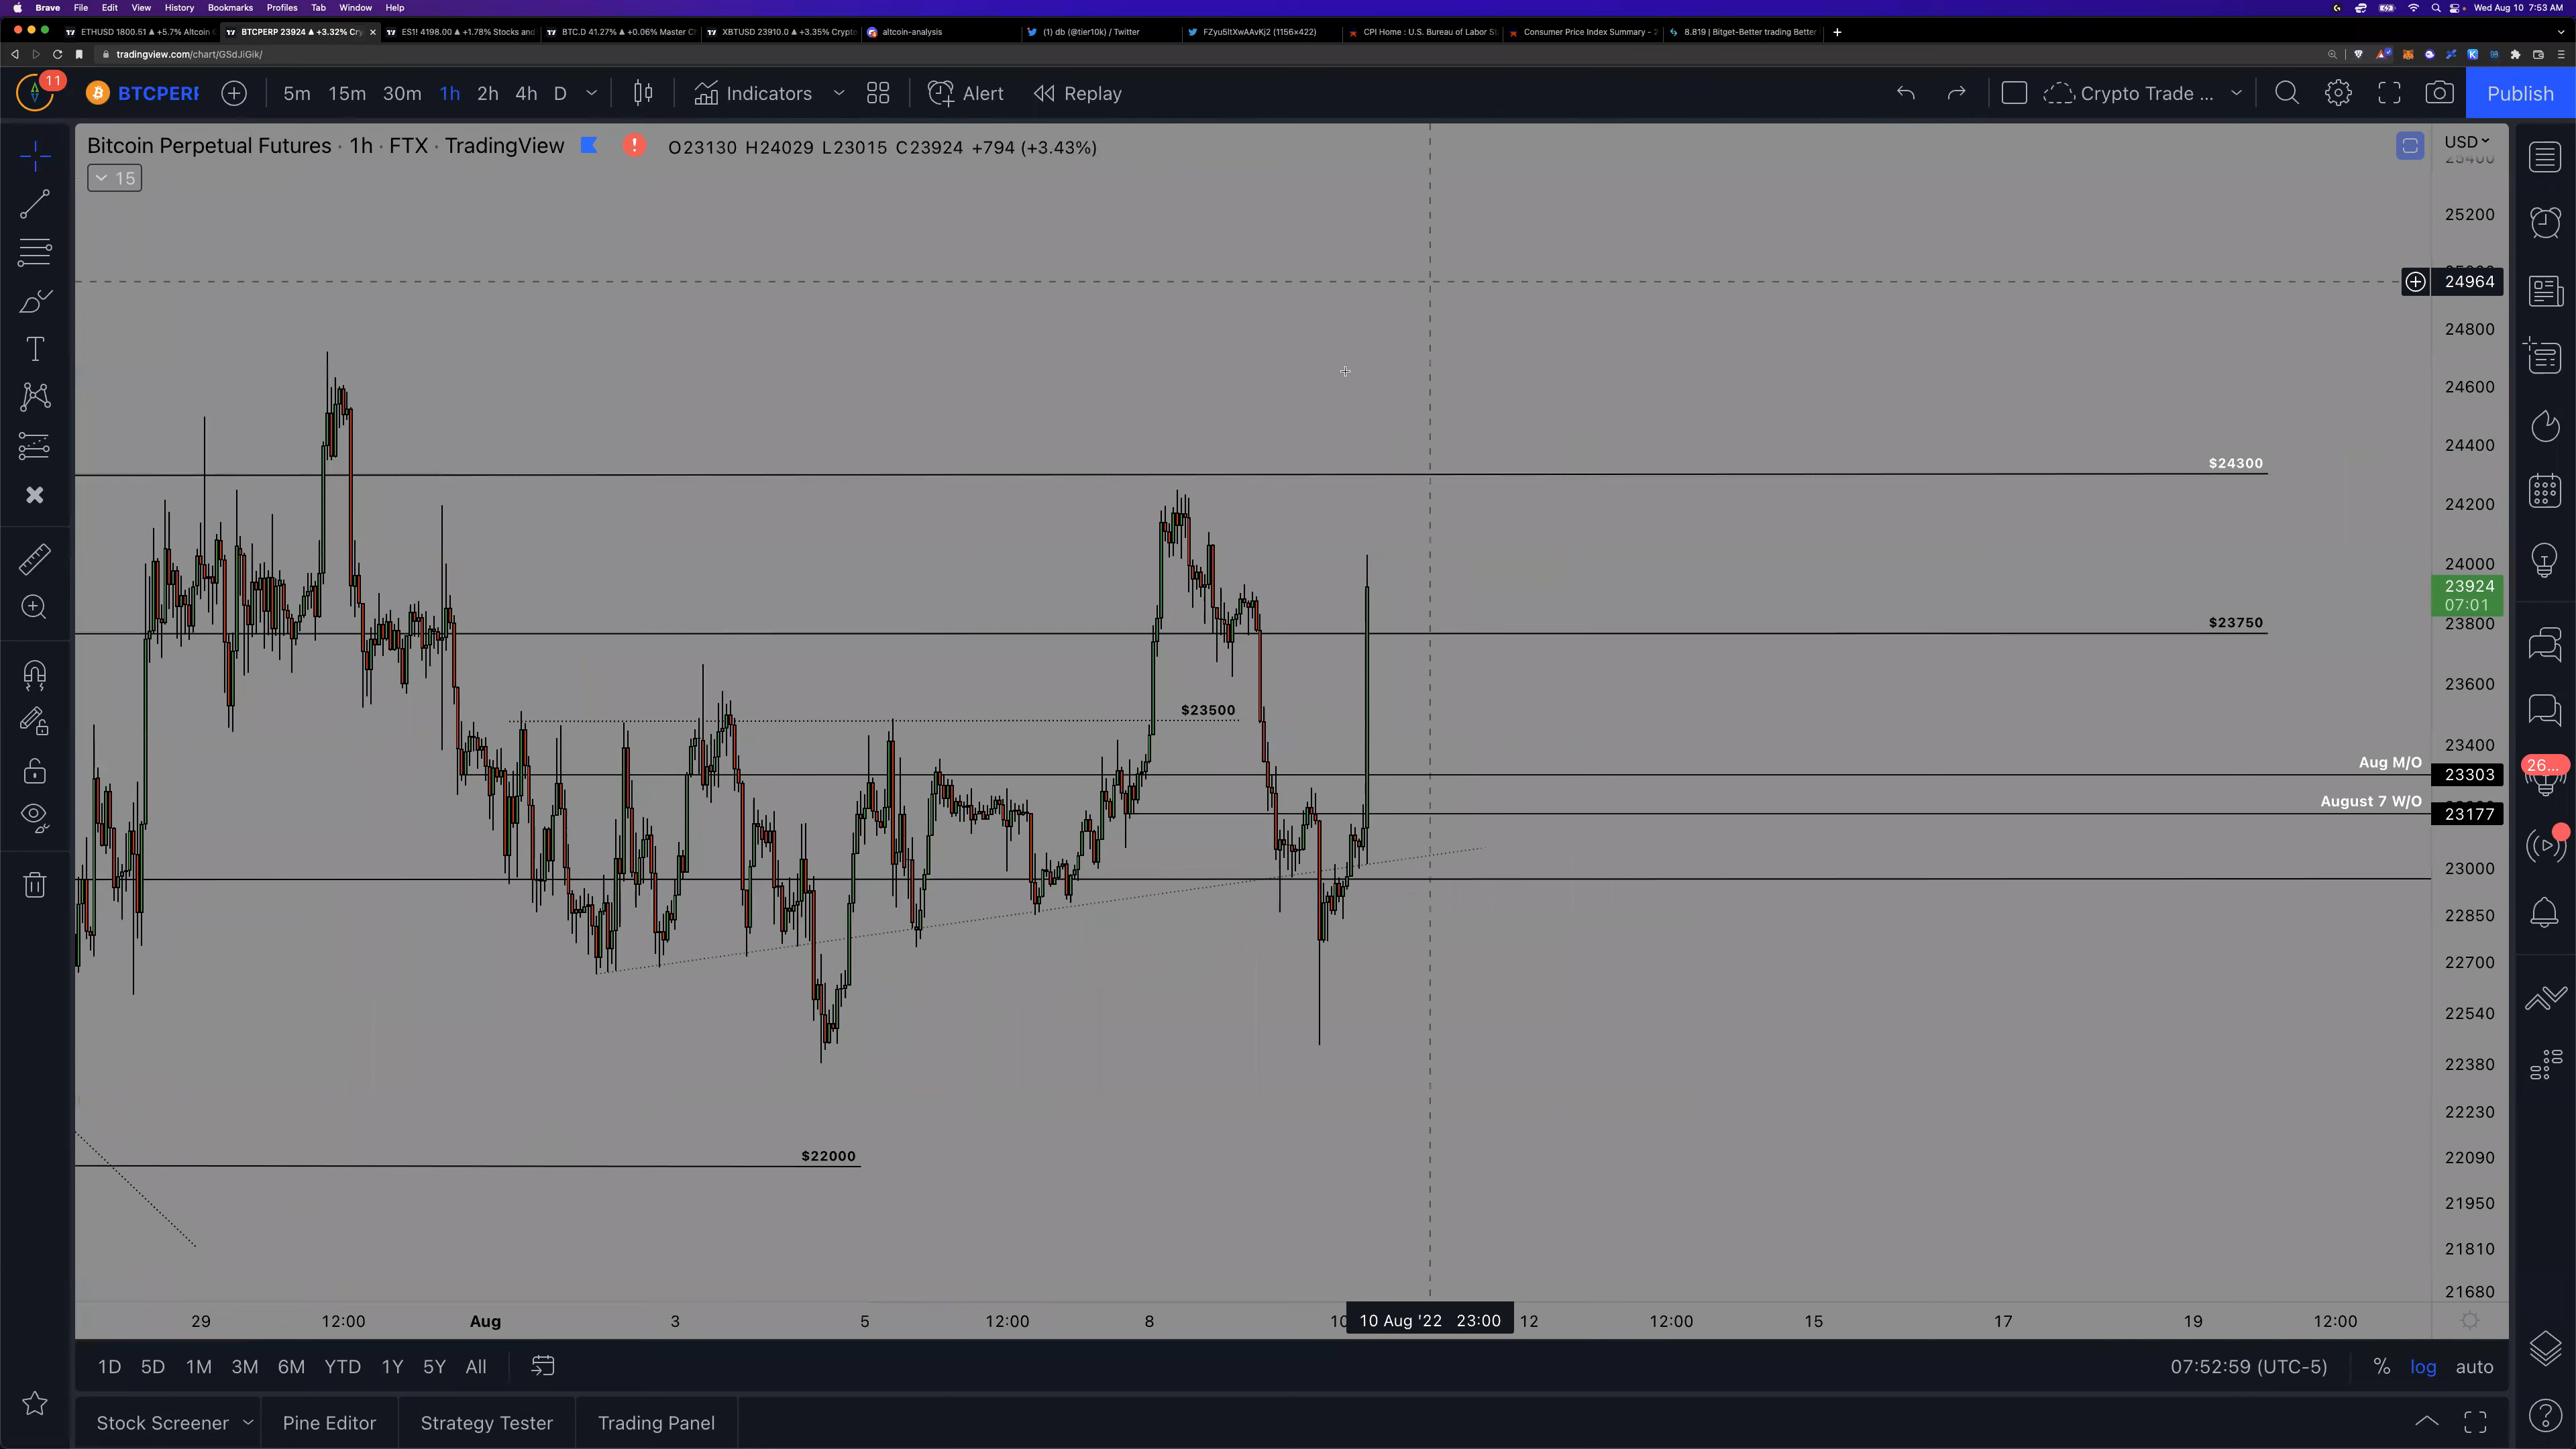 Brave File Edit View History Bookmarks Profiles Tab Window Help Wed Aug 10 7:53 AM
ETHUSD 1800.51 ▲ +5.7% Altcoin BTCPERP 23924 ▲ +3.32% Cry ES1! 4198.00 ▲ +1.78% Stocks and BTC.D 41.27% ▲ +0.06% Master Ch XBTUSD 23910.0 ▲ +3.35% Crypto altcoin-analysis (1) db (@tier10k) / Twitter FZyu5ltXwAAvKj2 (1156×422) CPI Home : U.S. Bureau of Labor St Consumer Price Index Summary - 2 8.819 | Bitget-Better trading Better
tradingview.com/chart/GSdJiGik/
11 BTCPERP 5m 15m 30m 1h 2h 4h D Indicators Alert Replay Crypto Trade ... Publish
Bitcoin Perpetual Futures · 1h · FTX · TradingView O23130 H24029 L23015 C23924 +794 (+3.43%)
USD
15
25400
25200
24964
24800
24600
24400
$24300
24200
24000
23924
07:01
23800
$23750
23600
$23500
23400
Aug M/O
23303
26...
August 7 W/O
23177
23000
22850
22700
22540
22380
22230
$22000
22090
21950
21810
21680
29 12:00 Aug 3 5 12:00 8 10 10 Aug '22 23:00 12 12:00 15 17 19 12:00
1D 5D 1M 3M 6M YTD 1Y 5Y All 07:52:59 (UTC-5) % log auto
Stock Screener Pine Editor Strategy Tester Trading Panel